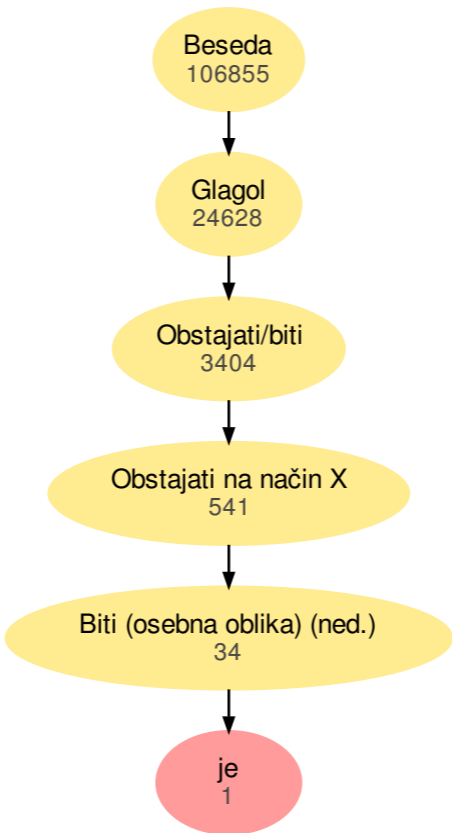 Beseda
106855
Glagol
24628
Obstajati/biti
3404
Obstajati na način X
541
Biti (osebna oblika) (ned.)
34
je
1